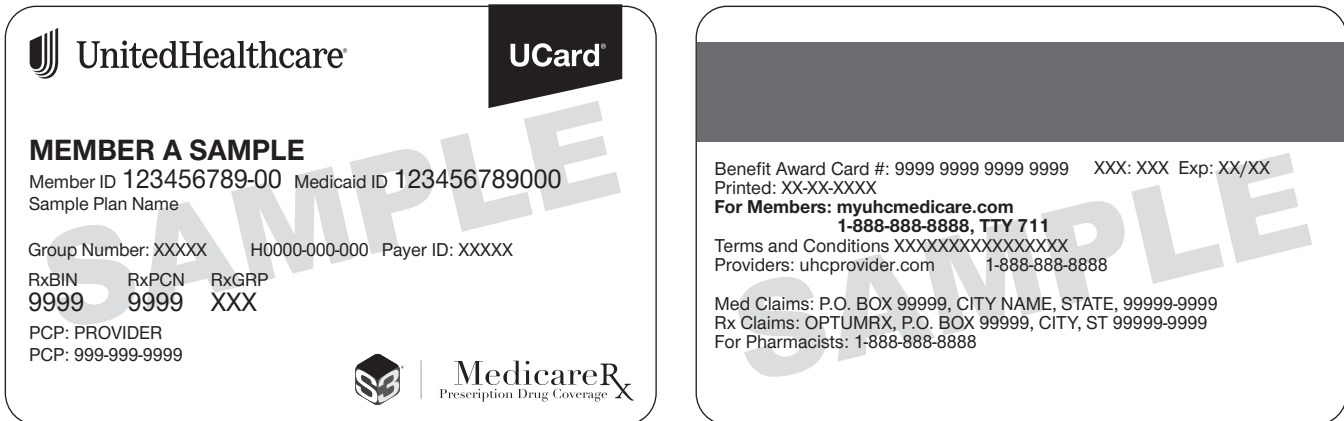 UnitedHealthcare®
UCard®
MEMBER A SAMPLE
Member ID 123456789-00 Medicaid ID 123456789000
Sample Plan Name
Group Number: XXXXX H0000-000-000 Payer ID: XXXXX
RxBIN RxPCN RxGRP
9999 9999 XXX
PCP: PROVIDER
PCP: 999-999-9999
S3
MedicareRx
Prescription Drug Coverage
SAMPLE
Benefit Award Card #: 9999 9999 9999 9999 XXX: XXX Exp: XX/XX
Printed: XX-XX-XXXX
For Members: myuhcmedicare.com
1-888-888-8888, TTY 711
Terms and Conditions XXXXXXXXXXXXXXXX
Providers: uhcprovider.com 1-888-888-8888
Med Claims: P.O. BOX 99999, CITY NAME, STATE, 99999-9999
Rx Claims: OPTUMRX, P.O. BOX 99999, CITY, ST 99999-9999
For Pharmacists: 1-888-888-8888
SAMPLE